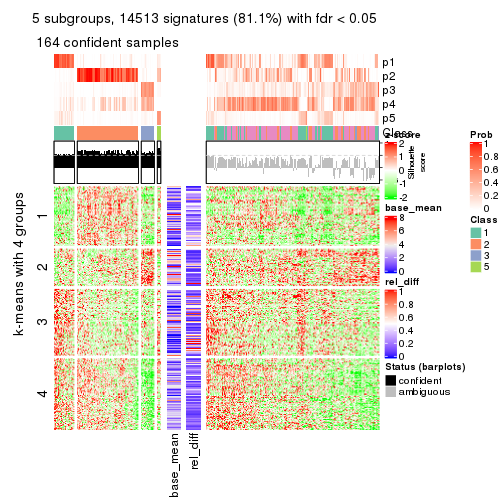 5 subgroups, 14513 signatures (81.1%) with fdr < 0.05
164 confident samples
p1
p2
p3
p4
p5
Class
z-score
2
1
0
-1
-2
Silhouette
score
base_mean
8
6
4
2
0
rel_diff
1
0.8
0.6
0.4
0.2
0
Status (barplots)
confident
ambiguous
Prob
1
0.8
0.6
0.4
0.2
0
Class
1
2
3
5
k-means with 4 groups
1
2
3
4
base_mean
rel_diff